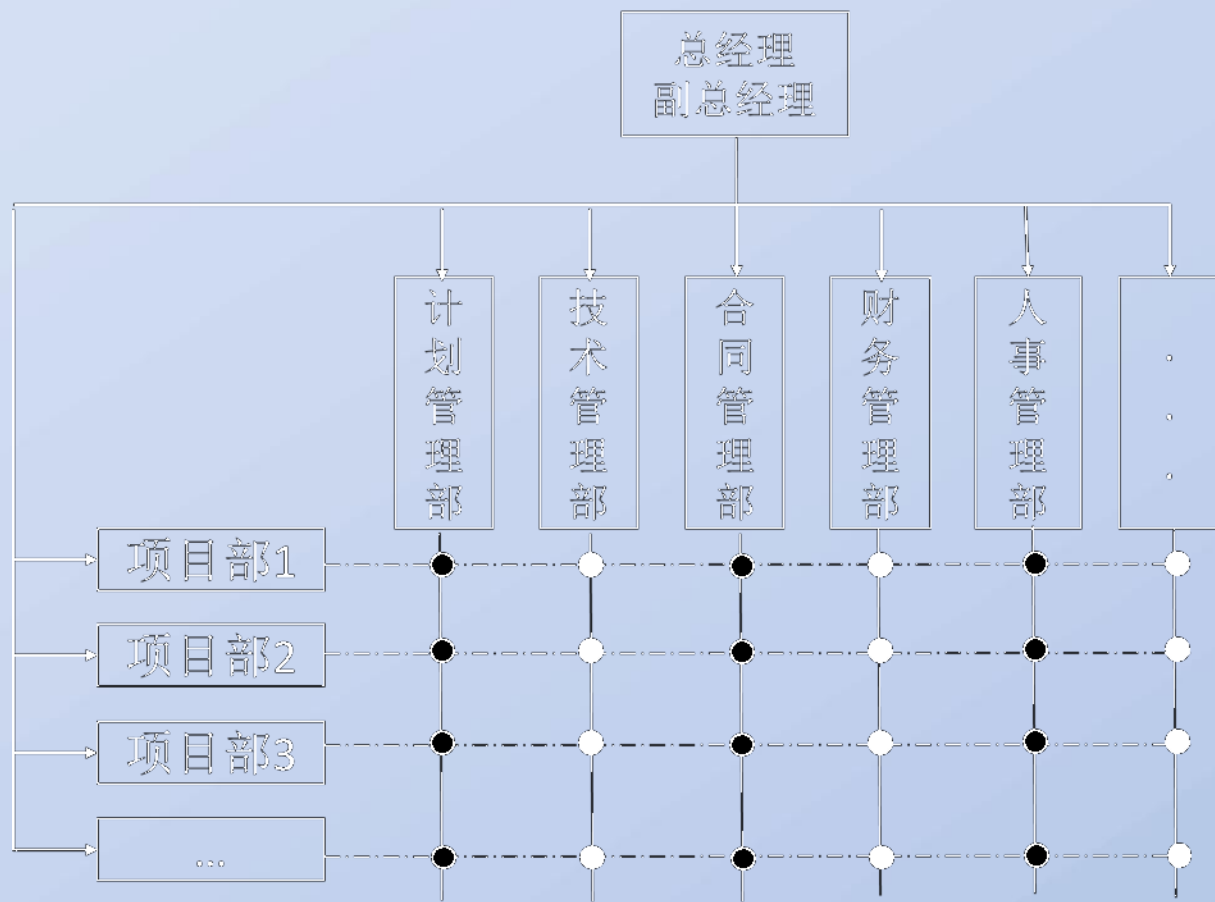 总经理
副总经理
计划管理部
技术管理部
合同管理部
财务管理部
人事管理部
...
项目部1
项目部2
项目部3
...